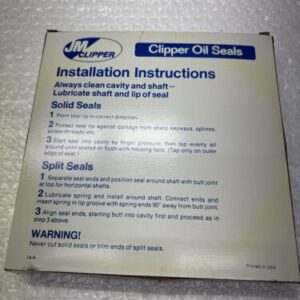 JM CLIPPER
Clipper Oil Seals
Installation Instructions
Always clean cavity and shaft—
Lubricate shaft and lip of seal
Solid Seals
1 Point seal lip in correct direction.
2 Protect seal lip against damage from sharp keyways, splines,
screw-threads, etc.
3 Start seal into cavity by finger pressure, then tap evenly all
around until seated or flush with housing face. (Tap only on outer
edge of seal.)
Split Seals
1 Separate seal ends and position seal around shaft with butt joint
at top for horizontal shafts.
2 Lubricate spring and install around shaft. Connect ends and
insert spring in lip groove with spring ends 90° away from butt joint.
3 Align seal ends, starting butt into cavity first and proceed as in
step 3 above.
WARNING!
Never cut solid seals or trim ends of split seals.
Printed in USA